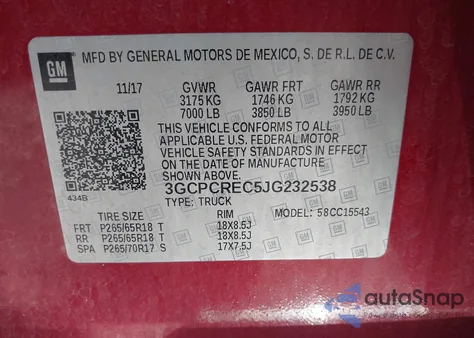 GM
MFD BY GENERAL MOTORS DE MEXICO, S. DE R.L. DE C.V.
11/17 GVWR GAWR FRT GAWR RR
3175 KG 1746 KG 1792 KG
7000 LB 3850 LB 3950 LB
THIS VEHICLE CONFORMS TO ALL
APPLICABLE U.S. FEDERAL MOTOR
VEHICLE SAFETY STANDARDS IN
EFFECT ON THE DATE OF
MANUFACTURE SHOWN ABOVE.
434B
3GCPCREC5JG232538
TYPE: TRUCK MODEL: 58CC15543
TIRE SIZE RIM
FRT P265/65R18 T 18X8.5J
RR P265/65R18 T 18X8.5J
SPA P265/70R17 S 17X7.5J
autoSnap